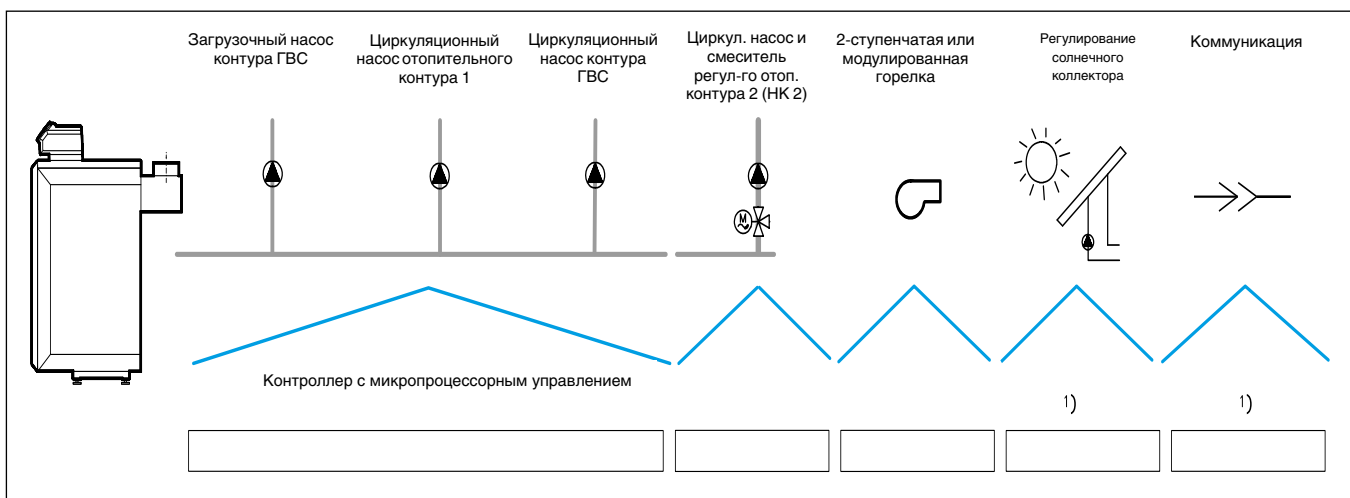 Загрузочный насос
контура ГВС
Циркуляционный
насос отопительного
контура 1
Циркуляционный
насос контура
ГВС
Циркул. насос и
смеситель
регул-го отоп.
контура 2 (НК 2)
2-ступенчатая или
модулированная
горелка
Регулирование
солнечного
коллектора
Коммуникация
M
Контроллер с микропроцессорным управлением
1)
1)